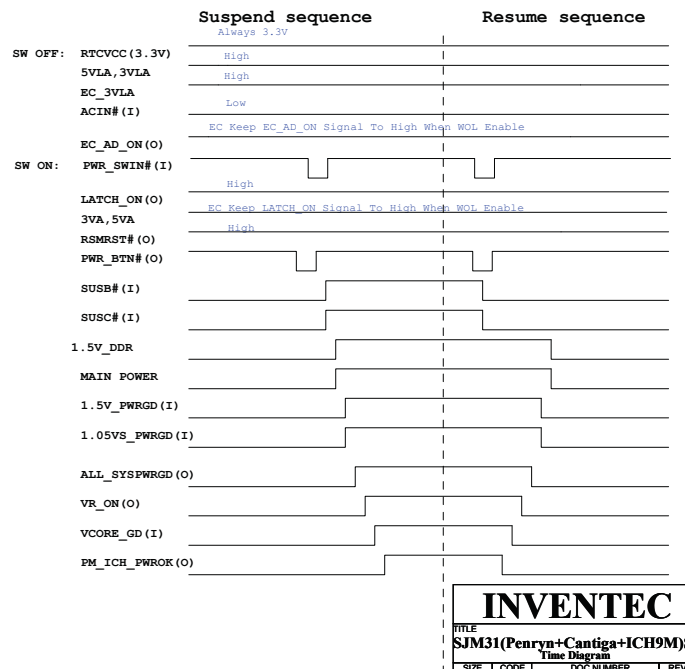 Suspend sequence Resume sequence
Always 3.3V
SW OFF: RTCVCC(3.3V)
High
5VLA,3VLA
High
EC_3VLA
Low
ACIN#(I)
EC Keep EC_AD_ON Signal To High When WOL Enable
EC_AD_ON(O)
SW ON: PWR_SWIN#(I)
High
LATCH_ON(O)
EC Keep LATCH_ON Signal To High When WOL Enable
3VA,5VA
High
RSMRST#(O)
PWR_BTN#(O)
SUSB#(I)
SUSC#(I)
1.5V_DDR
MAIN POWER
1.5V_PWRGD(I)
1.05VS_PWRGD(I)
ALL_SYSPWRGD(O)
VR_ON(O)
VCORE_GD(I)
PM_ICH_PWROK(O)
INVENTEC
TITLE
SJM31(Penryn+Cantiga+ICH9M)
Time Diagram
SIZE CODE DOC NUMBER REV